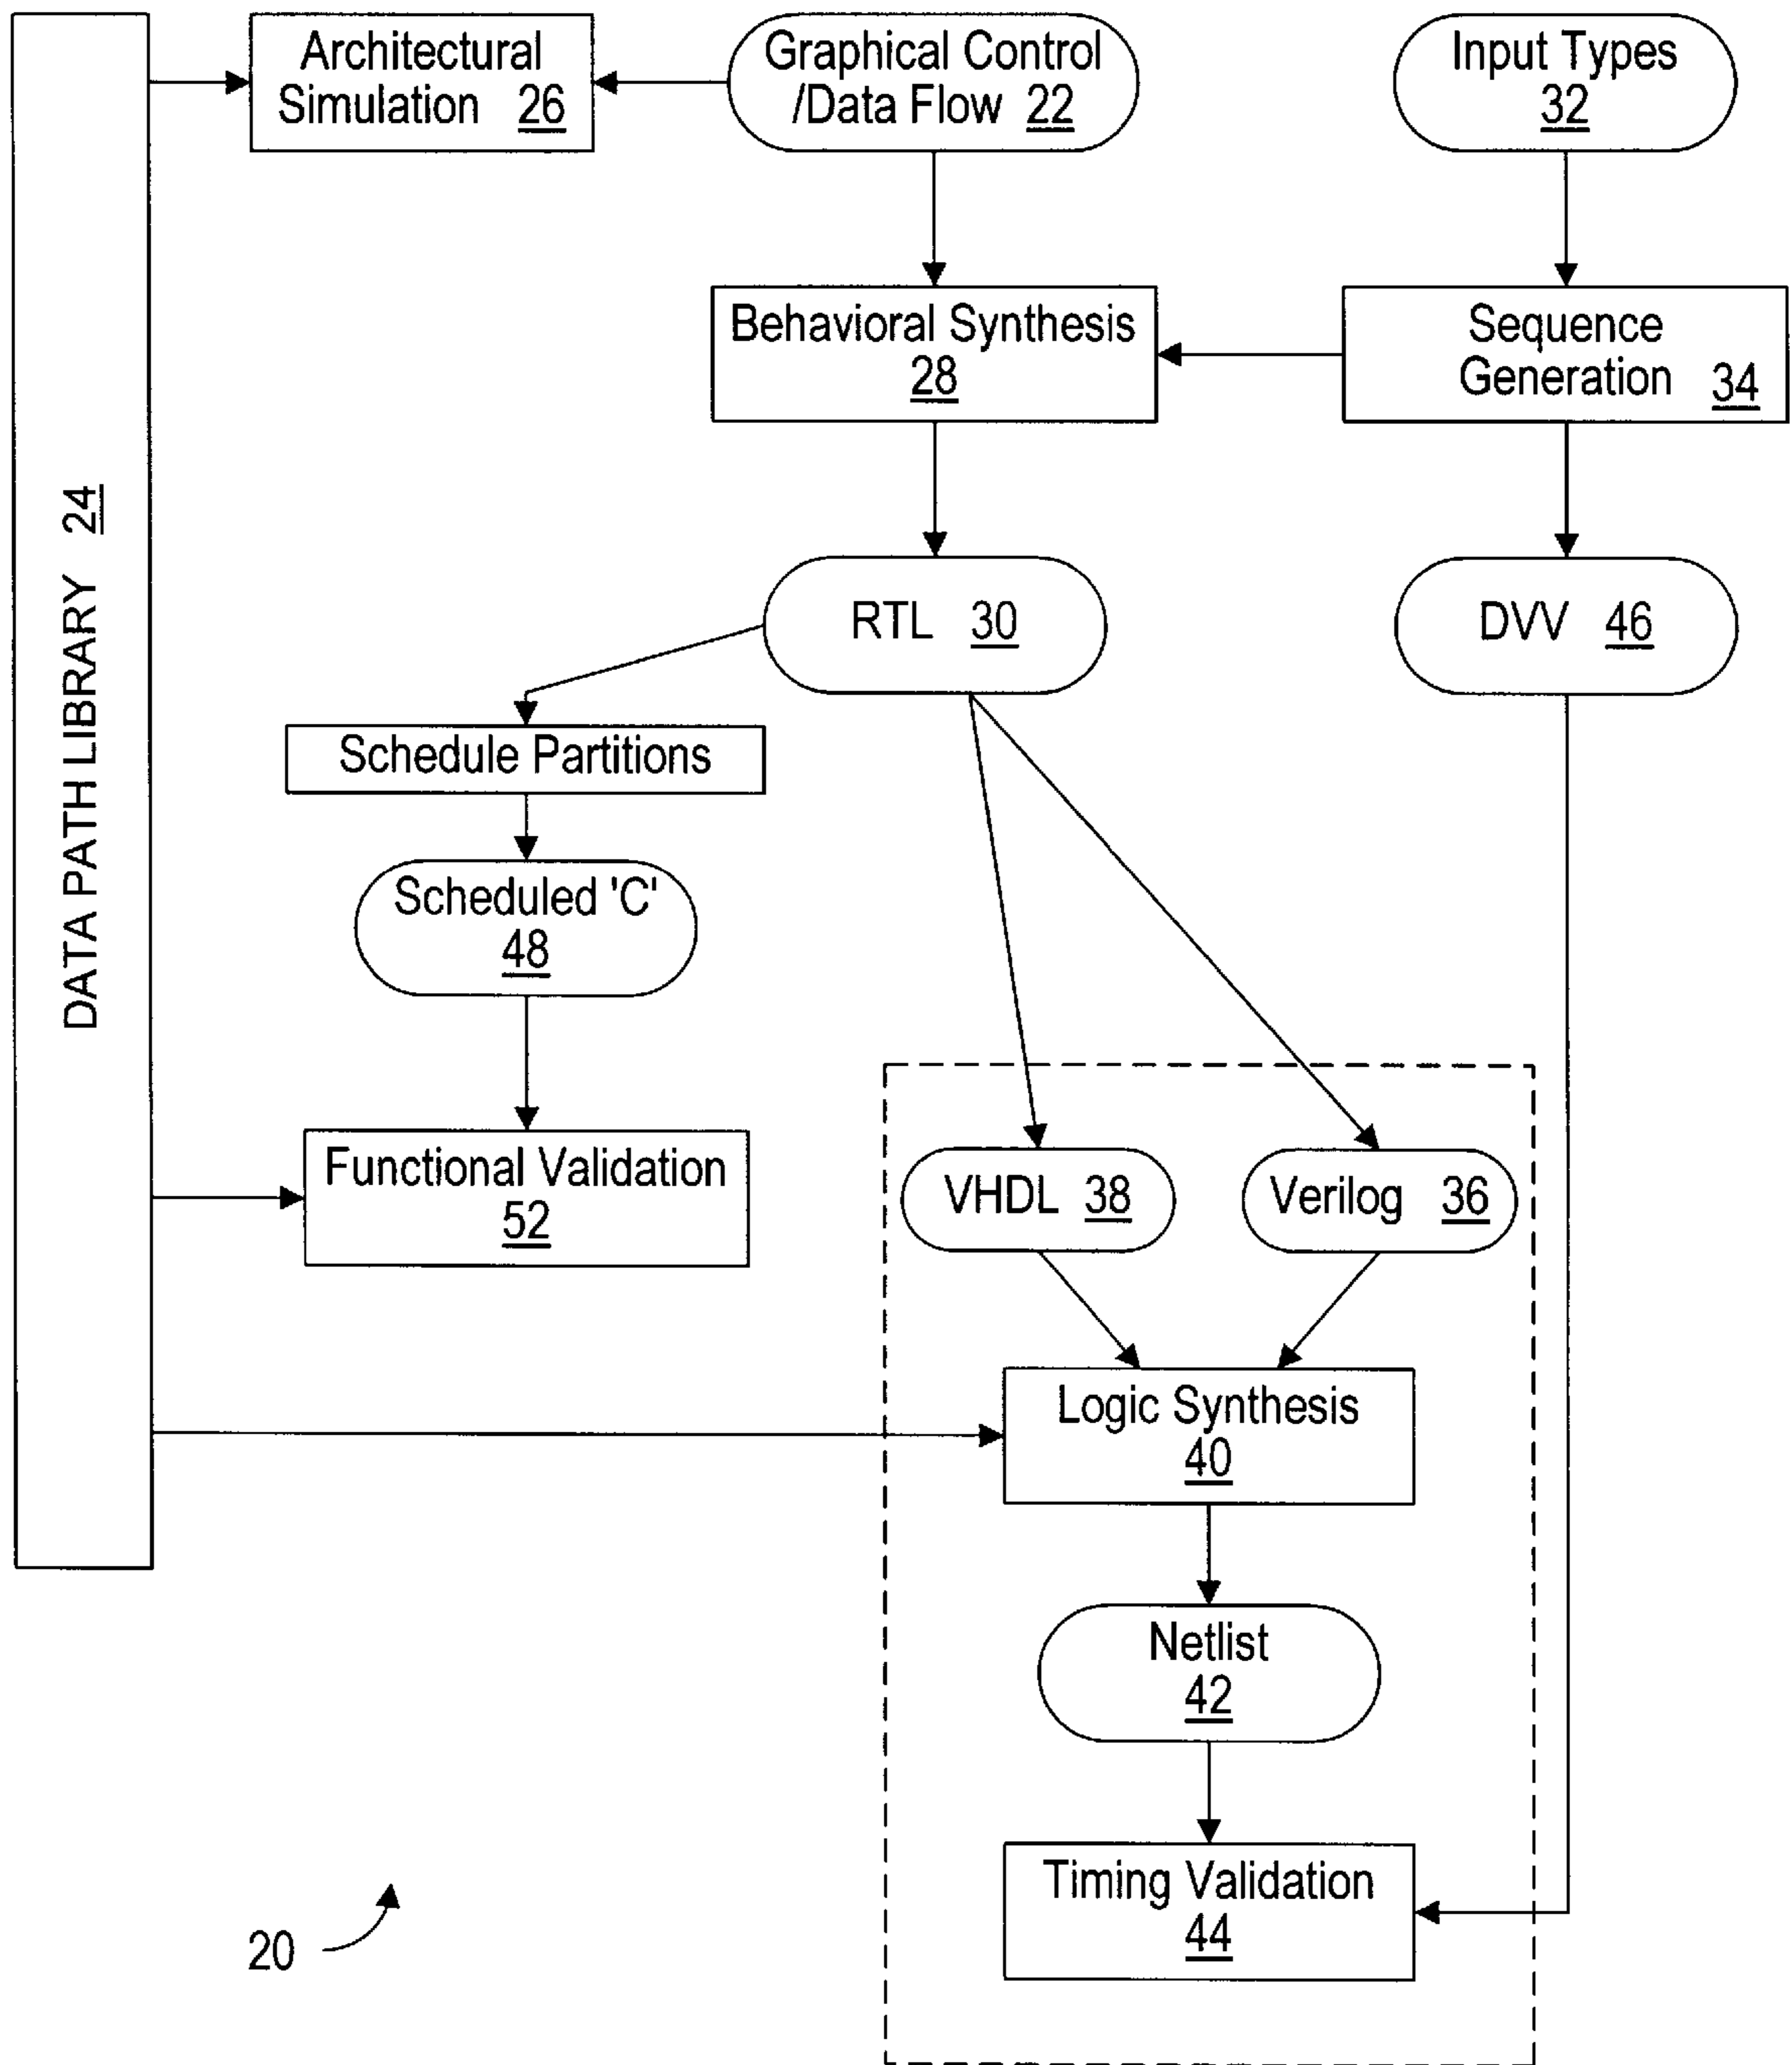 Architectural
Simulation 26
Graphical Control
/Data Flow 22
Input Types
32
Behavioral Synthesis
28
Sequence
Generation 34
DATA PATH LIBRARY 24
RTL 30
DVV 46
Schedule Partitions
Scheduled 'C'
48
Functional Validation
52
VHDL 38
Verilog 36
Logic Synthesis
40
Netlist
42
Timing Validation
44
20